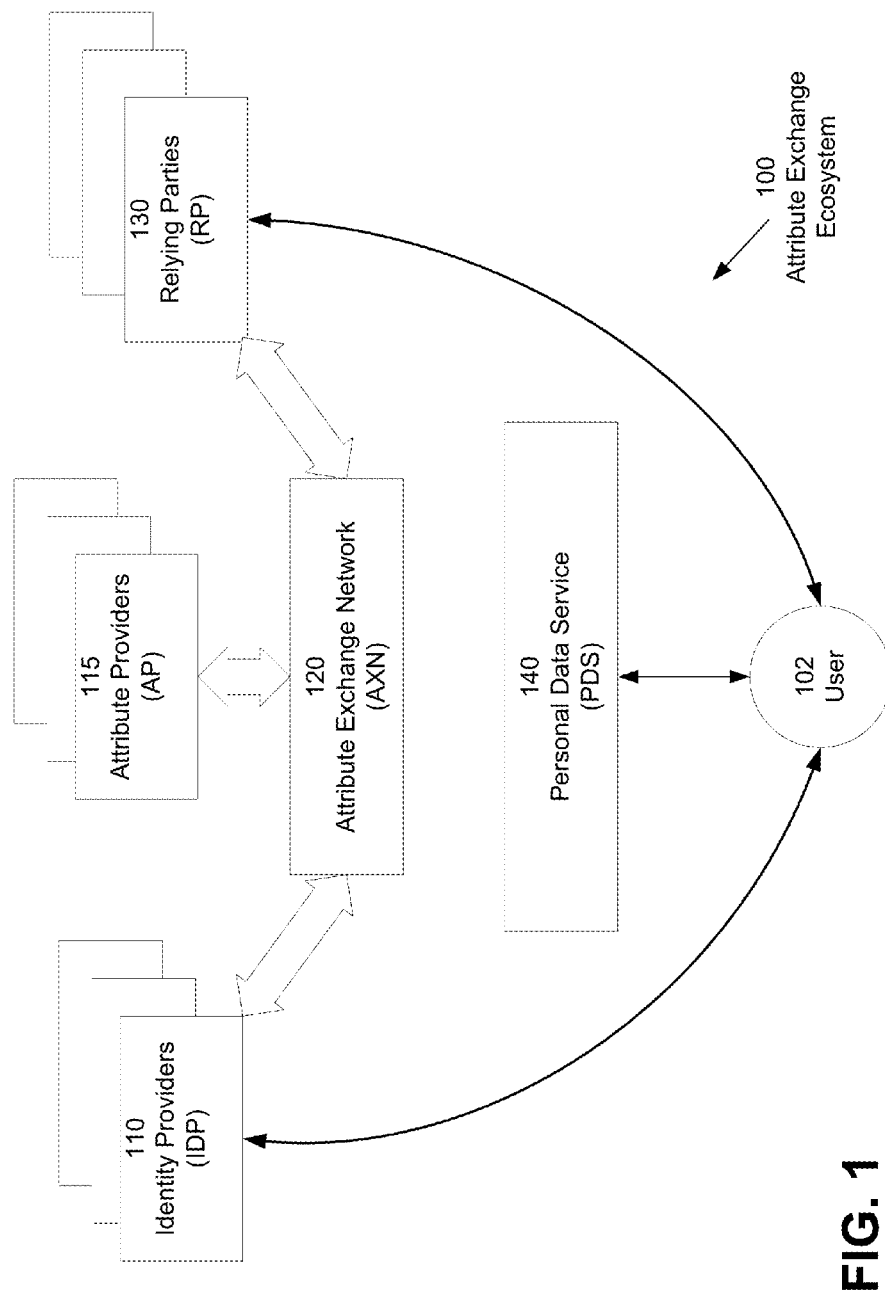 115
Attribute Providers
(AP)
110
Identity Providers
(IDP)
130
Relying Parties
(RP)
120
Attribute Exchange Network
(AXN)
140
Personal Data Service
(PDS)
102
User
100
Attribute Exchange
Ecosystem
FIG. 1